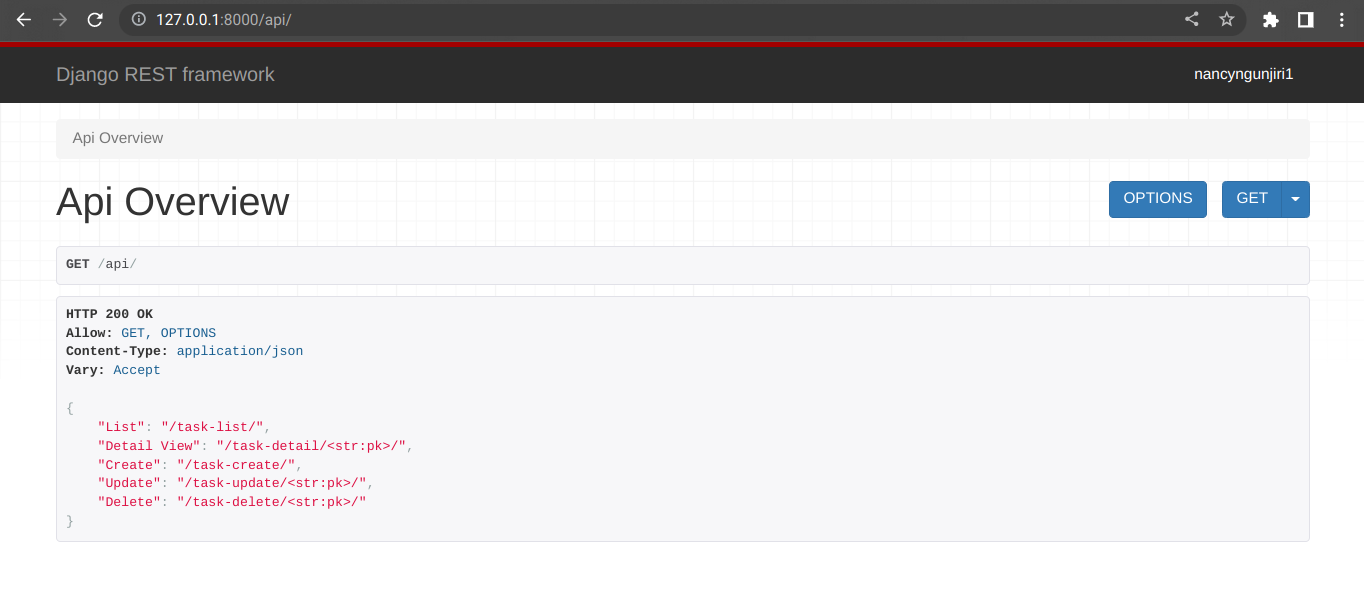 127.0.0.1:8000/api/
Django REST framework
nancyngunjiri1
Api Overview
Api Overview
OPTIONS
GET
GET /api/
HTTP 200 OK
Allow: GET, OPTIONS
Content-Type: application/json
Vary: Accept
{
    "List": "/task-list/",
    "Detail View": "/task-detail/<str:pk>/",
    "Create": "/task-create/",
    "Update": "/task-update/<str:pk>/",
    "Delete": "/task-delete/<str:pk>/"
}